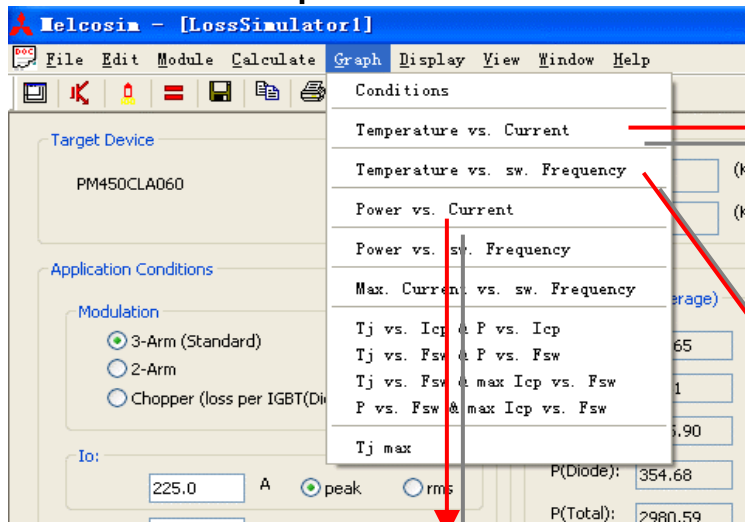 Melcosim - [LossSimulator1]
File Edit Module Calculate Graph Display View Window Help
Conditions
Temperature vs. Current
Temperature vs. sw. Frequency
Power vs. Current
Power vs. sw. Frequency
Max. Current vs. sw. Frequency
Tj vs. Icp & P vs. Icp
Tj vs. Fsw & P vs. Fsw
Tj vs. Fsw & max Icp vs. Fsw
P vs. Fsw & max Icp vs. Fsw
Tj max
Target Device
PM450CLA060
Application Conditions
Modulation
3-Arm (Standard)
2-Arm
Chopper (loss per IGBT(Di
Io:
225.0 A peak rms
erage)
65
1
.90
P(Diode): 354.68
P(Total): 2980.59